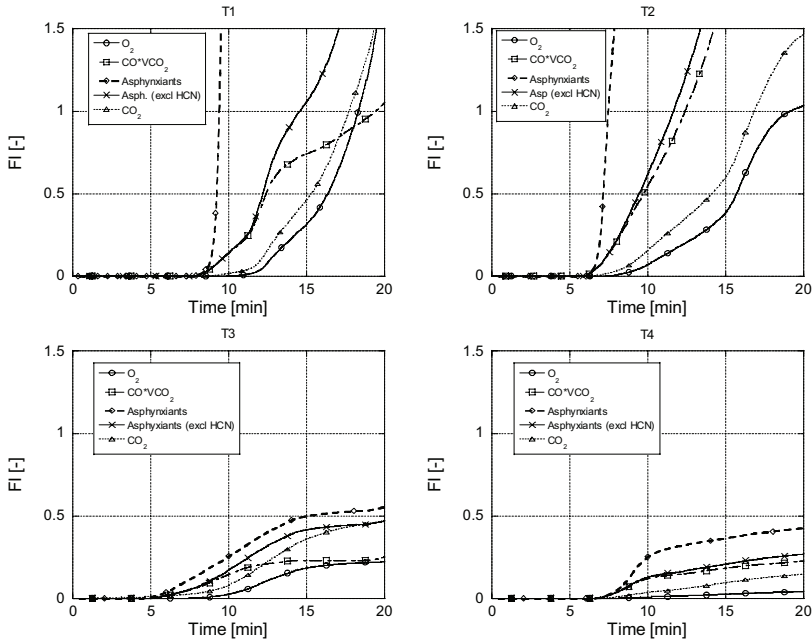 T1
1.5
1
0.5
0
FI [-]
O2
CO*VCO2
Asphynxiants
Asph. (excl HCN)
CO2
0 5 10 15 20
Time [min]
T2
1.5
1
0.5
0
FI [-]
O2
CO*VCO2
Asphynxiants
Asp (excl HCN)
CO2
0 5 10 15 20
Time [min]
T3
1.5
1
0.5
0
FI [-]
O2
CO*VCO2
Asphynxiants
Asphyxiants (excl HCN)
CO2
0 5 10 15 20
Time [min]
T4
1.5
1
0.5
0
FI [-]
O2
CO*VCO2
Asphynxiants
Asphyxiants (excl HCN)
CO2
0 5 10 15 20
Time [min]